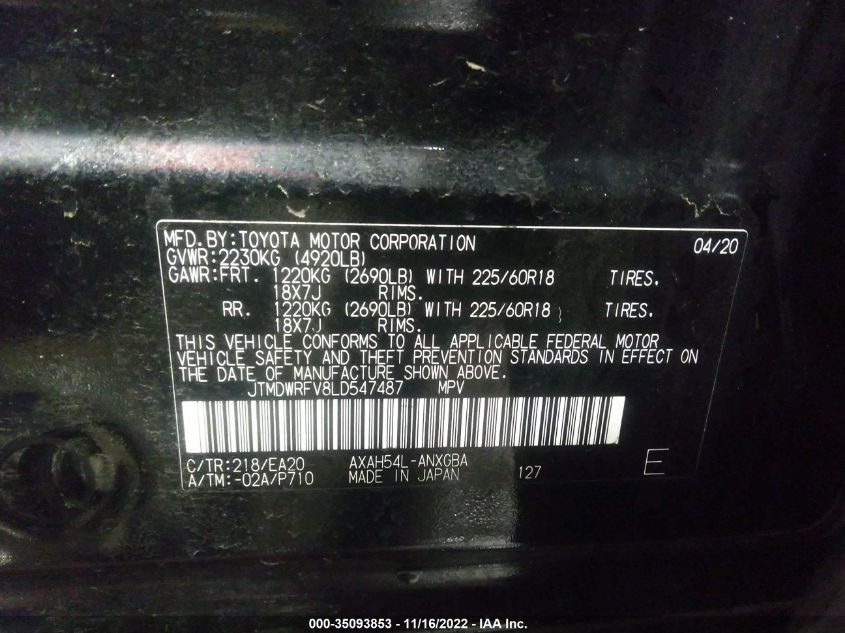 MFD.BY:TOYOTA MOTOR CORPORATION 04/20
GVWR:2230KG (4920LB)
GAWR:FRT. 1220KG (2690LB) WITH 225/60R18 TIRES.
18X7J RIMS.
RR. 1220KG (2690LB) WITH 225/60R18 TIRES.
18X7J RIMS.
THIS VEHICLE CONFORMS TO ALL APPLICABLE FEDERAL MOTOR
VEHICLE SAFETY AND THEFT PREVENTION STANDARDS IN EFFECT ON
THE DATE OF MANUFACTURE SHOWN ABOVE.
JTMDWRFV8LD547487 MPV
C/TR:218/EA20 AXAH54L-ANXGBA
A/TM:-02A/P710 MADE IN JAPAN 127 E
000-35093853 - 11/16/2022 - IAA Inc.